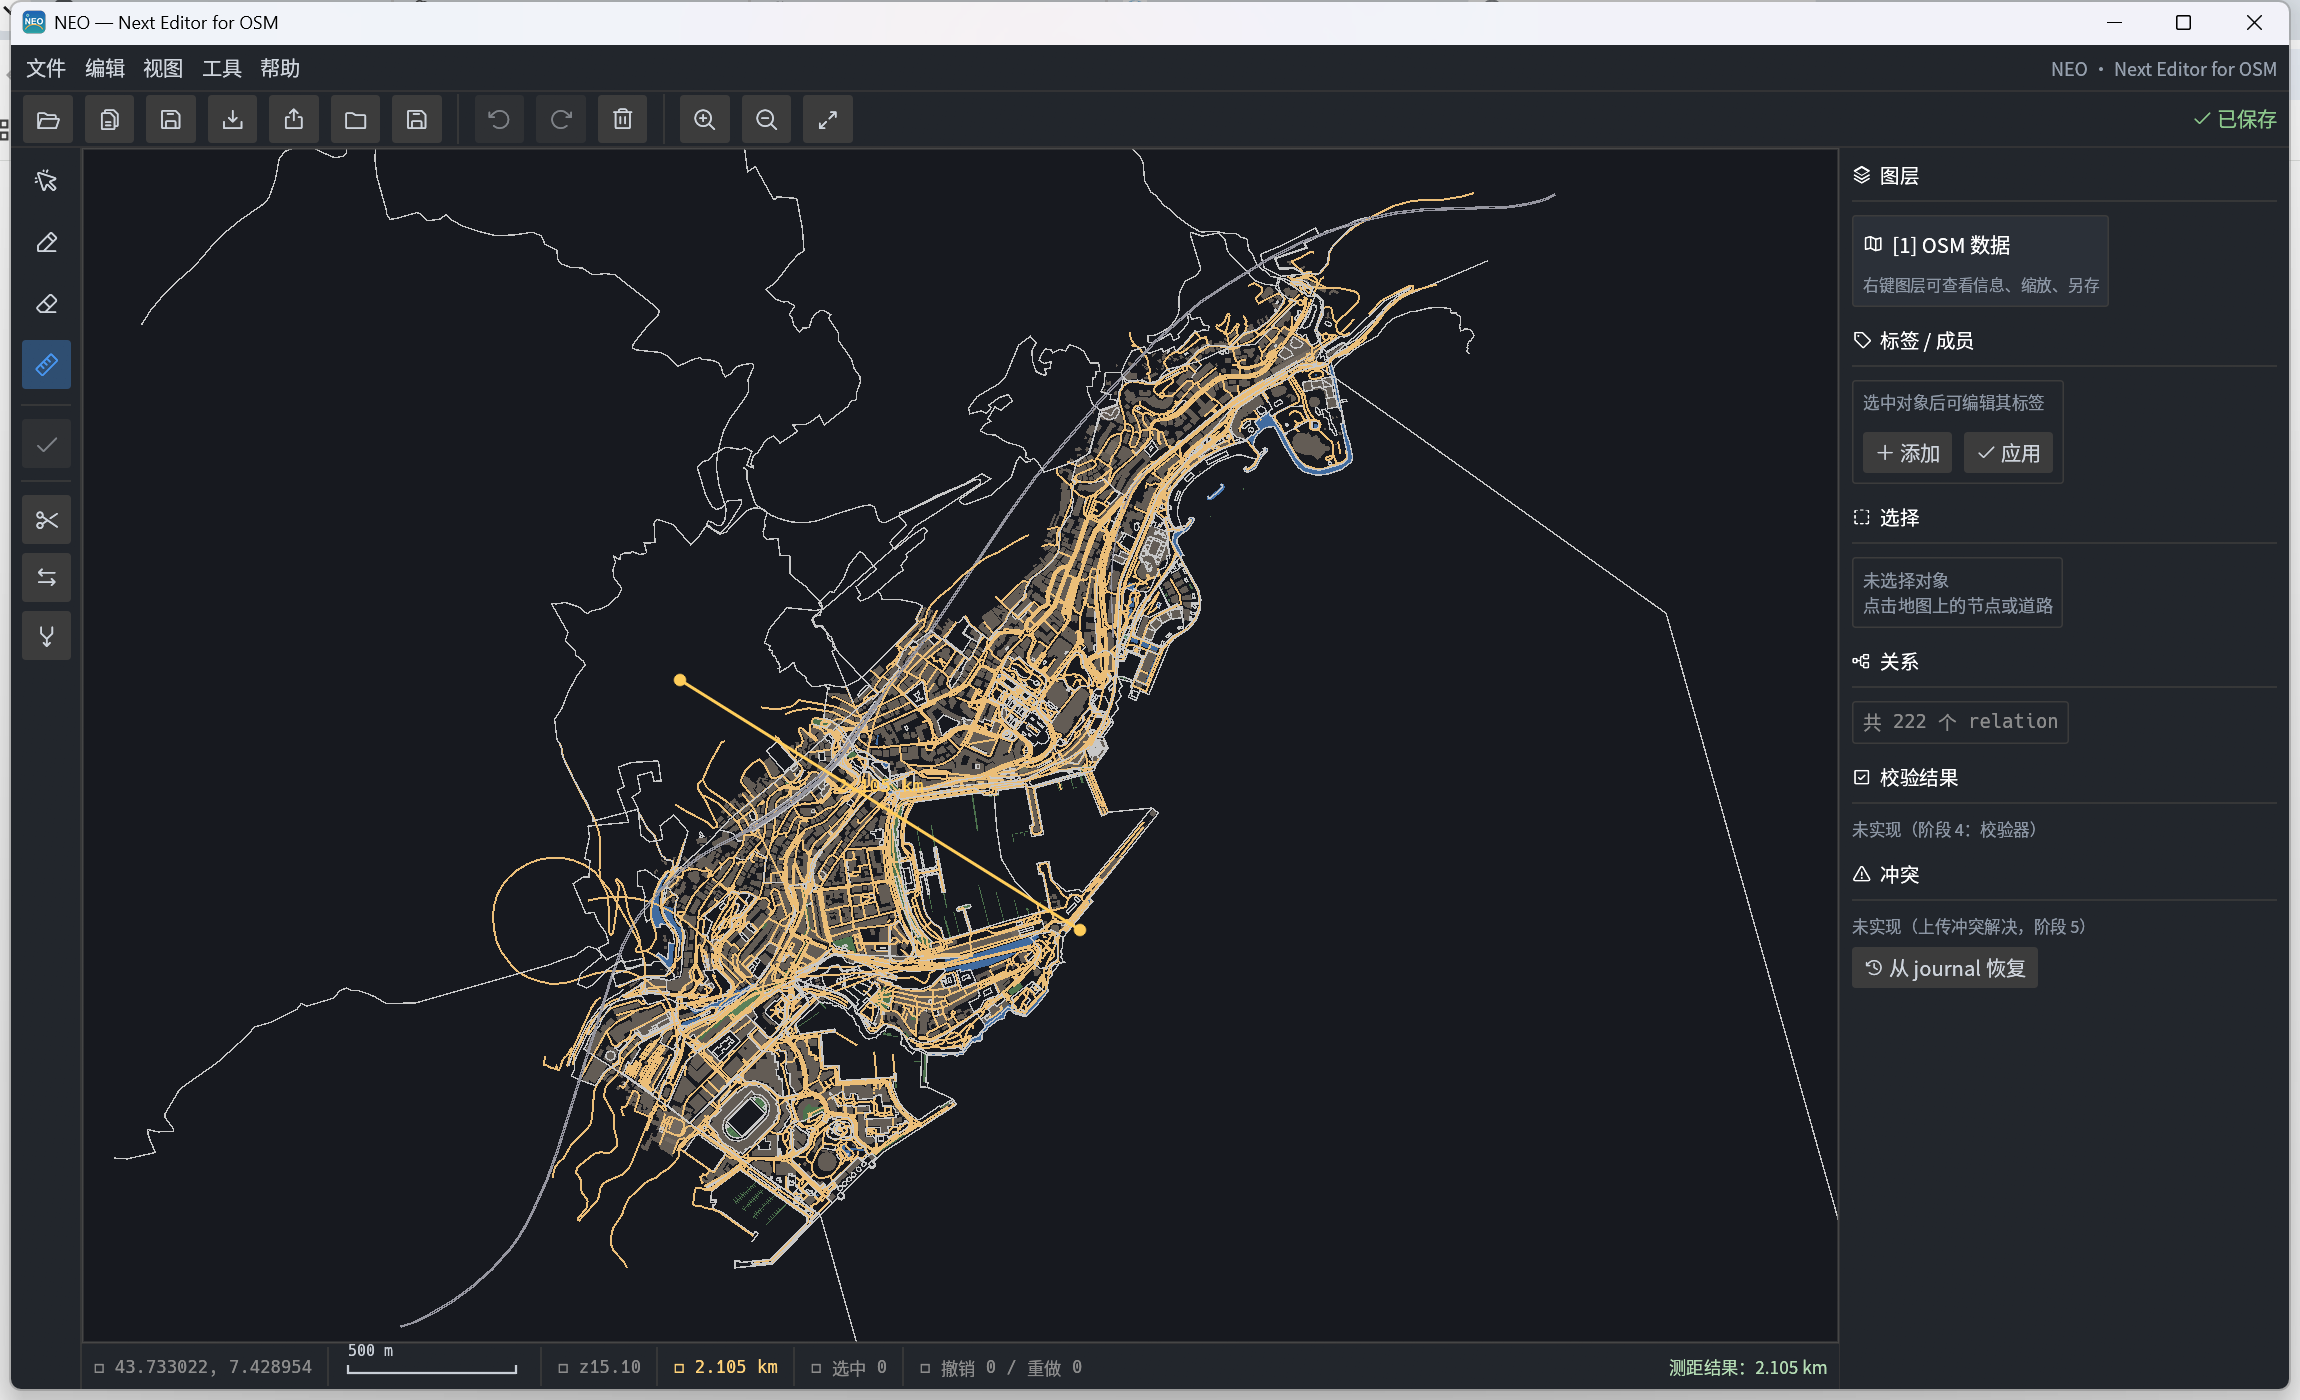 NEO — Next Editor for OSM
文件 编辑 视图 工具 帮助
NEO • Next Editor for OSM
已保存
图层
[1] OSM 数据
右键图层可查看信息、缩放、另存
标签 / 成员
选中对象后可编辑其标签
添加 应用
选择
未选择对象
点击地图上的节点或道路
关系
共 222 个 relation
校验结果
未实现（阶段 4：校验器）
冲突
未实现（上传冲突解决，阶段 5）
从 journal 恢复
43.733022, 7.428954
500 m
z15.10
2.105 km
选中 0
撤销 0 / 重做 0
测距结果：2.105 km